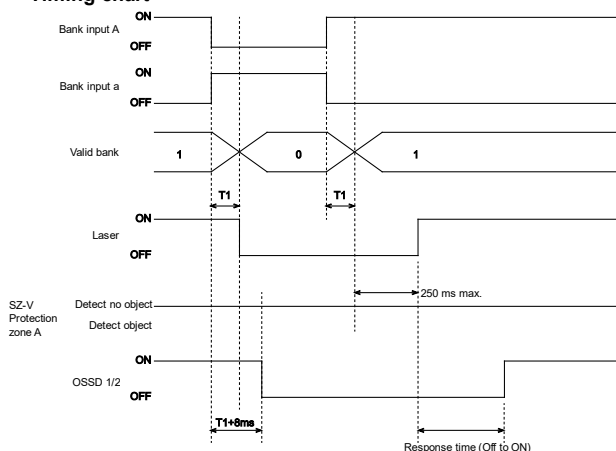 Timing chart
ON
Bank input A
OFF
ON
Bank input a
OFF
Valid bank 1 0 1
T1 T1
ON
Laser
OFF
250 ms max.
SZ-V
Protection
zone A
Detect no object
Detect object
ON
OSSD 1/2
OFF
T1+8ms
Response time (Off to ON)